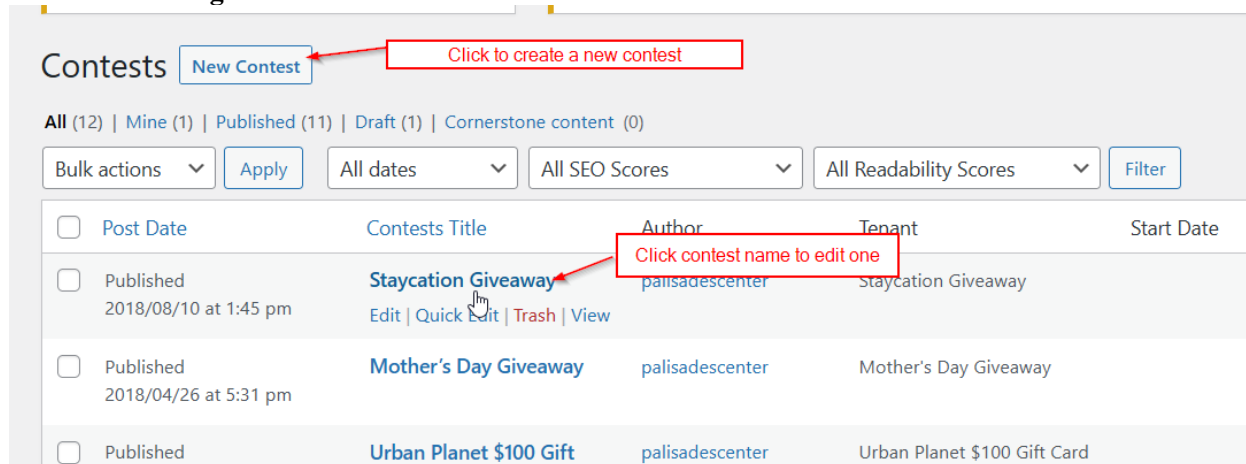 Contests New Contest Click to create a new contest
All (12) | Mine (1) | Published (11) | Draft (1) | Cornerstone content (0)
Bulk actions Apply All dates All SEO Scores All Readability Scores Filter
Post Date Contests Title Author Tenant Start Date
Click contest name to edit one
Published Staycation Giveaway palisadescenter Staycation Giveaway
2018/08/10 at 1:45 pm Edit | Quick Edit | Trash | View
Published Mother's Day Giveaway palisadescenter Mother's Day Giveaway
2018/04/26 at 5:31 pm
Published Urban Planet $100 Gift palisadescenter Urban Planet $100 Gift Card